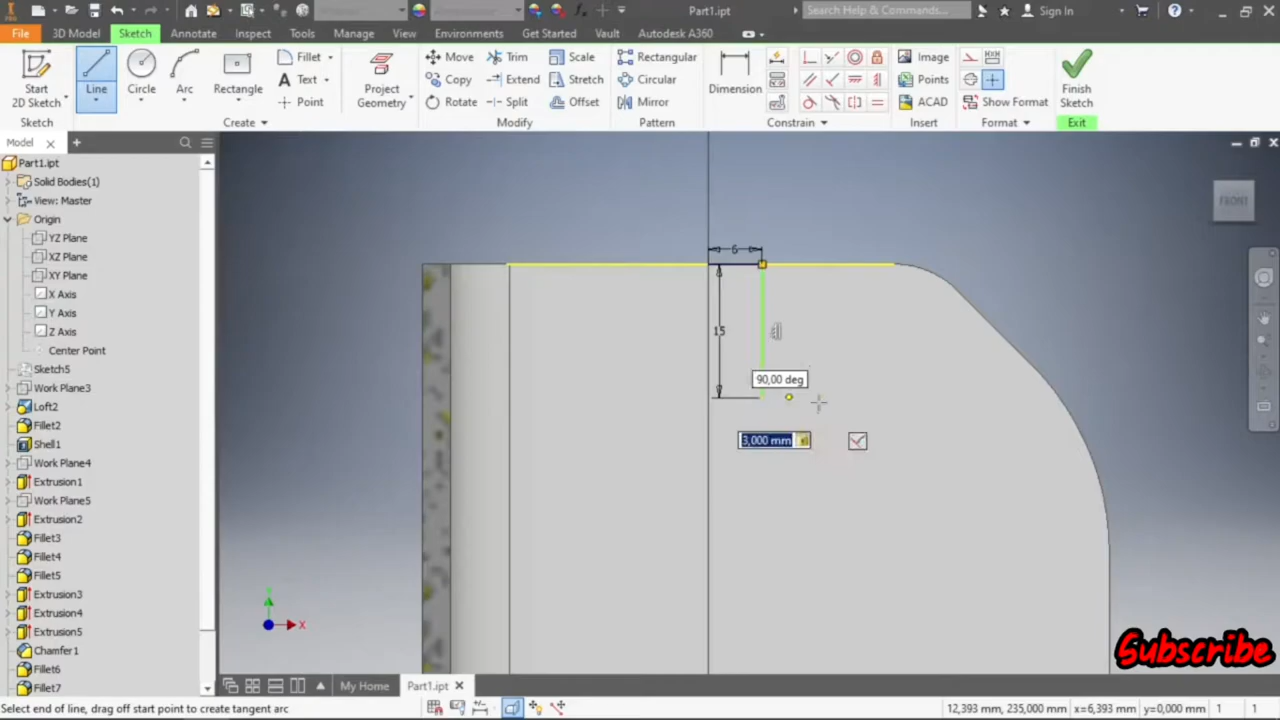 PRO
Part1.ipt
Search Help & Commands...
Sign In
File
3D Model
Sketch
Annotate
Inspect
Tools
Manage
View
Environments
Get Started
Vault
Autodesk A360
Start
2D Sketch
Line
Circle
Arc
Rectangle
Fillet
Text
Point
Project
Geometry
Move
Copy
Rotate
Trim
Extend
Split
Scale
Stretch
Offset
Rectangular
Circular
Mirror
Dimension
Image
Points
ACAD
Show Format
Finish
Sketch
Sketch
Create
Modify
Pattern
Constrain
Insert
Format
Exit
Model
Part1.ipt
Solid Bodies(1)
View: Master
Origin
YZ Plane
XZ Plane
XY Plane
X Axis
Y Axis
Z Axis
Center Point
Sketch5
Work Plane3
Loft2
Fillet2
Shell1
Work Plane4
Extrusion1
Work Plane5
Extrusion2
Fillet3
Fillet4
Fillet5
Extrusion3
Extrusion4
Extrusion5
Chamfer1
Fillet6
Fillet7
FRONT
6
15
90,00 deg
3,000 mm
X
Subscribe
My Home
Part1.ipt
Select end of line, drag off start point to create tangent arc
12,393 mm, 235,000 mm
x=6,393 mm
y=0,000 mm
1
1